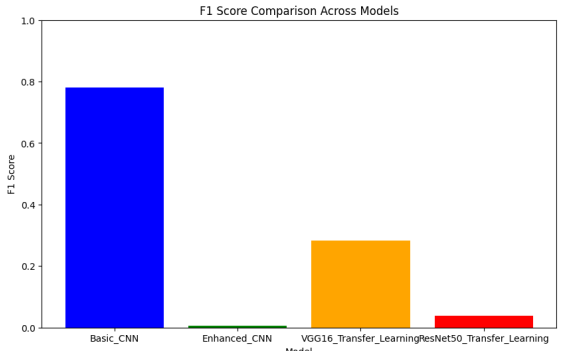 F1 Score Comparison Across Models
1.0
0.8
0.6
0.4
0.2
0.0
F1 Score
Basic_CNN
Enhanced_CNN
VGG16_Transfer_Learning
ResNet50_Transfer_Learning
Model